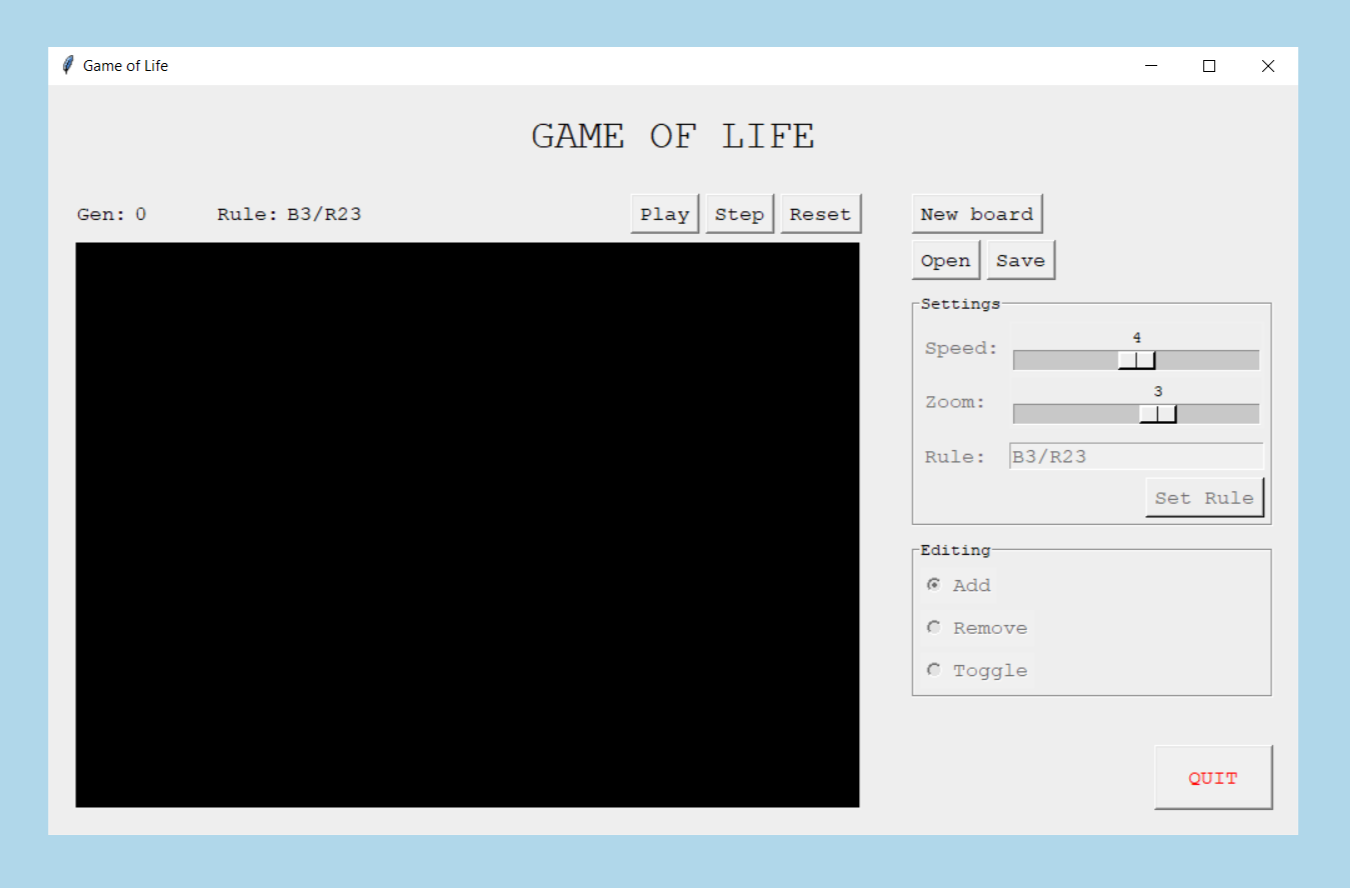 Game of Life
GAME OF LIFE
Gen: 0 Rule: B3/R23 Play Step Reset New board
Open Save
Settings
4
Speed:
3
Zoom:
Rule: B3/R23
Set Rule
Editing
Add
Remove
Toggle
QUIT